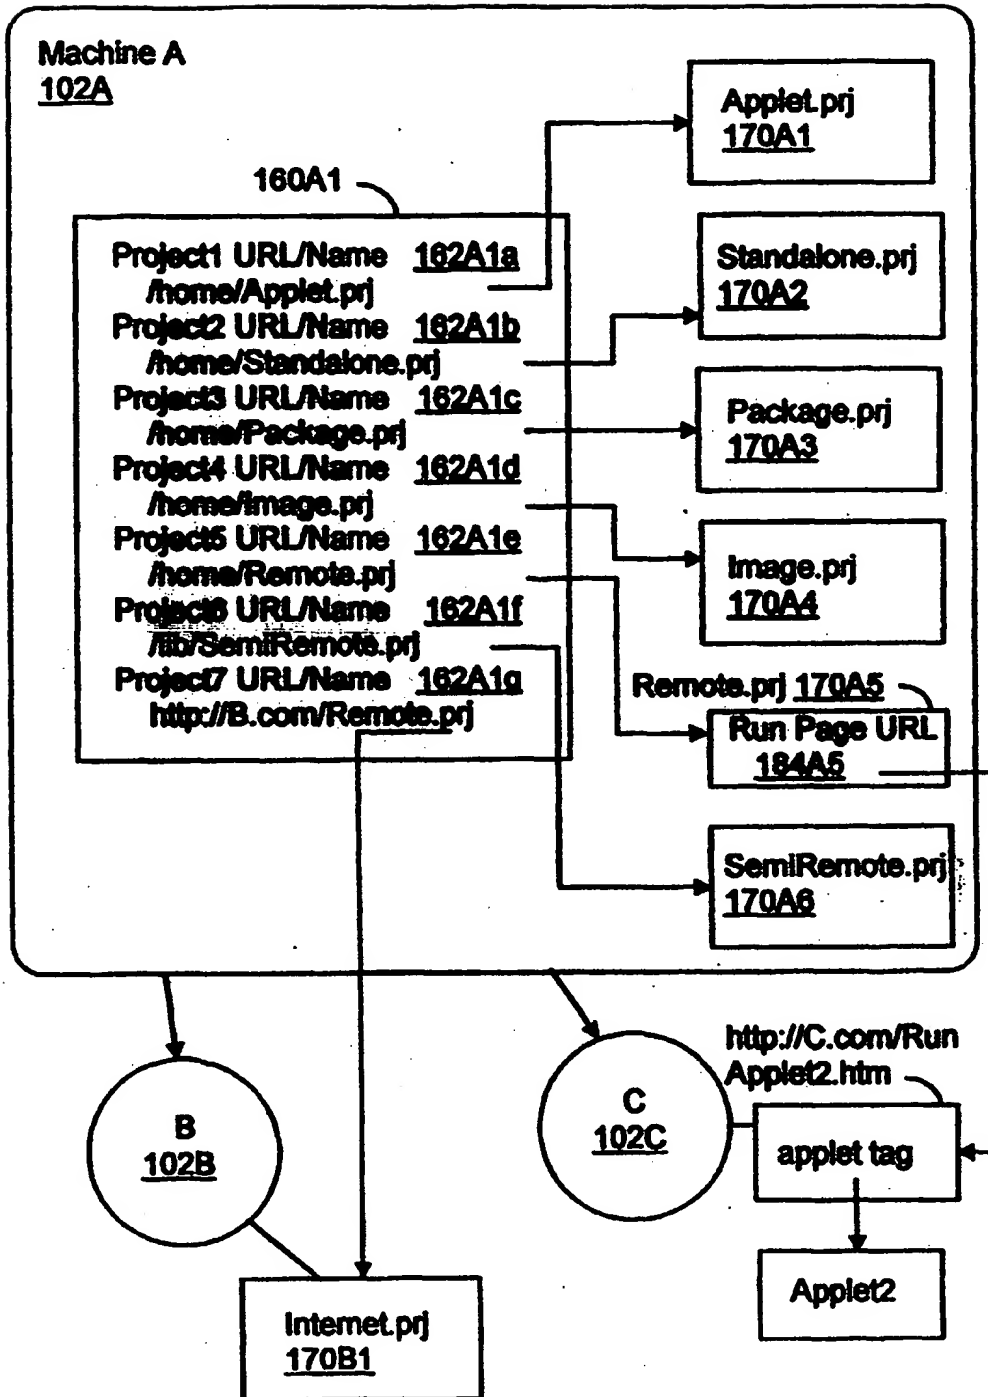 Machine A
102A
160A1
Project1 URL/Name 162A1a
/home/Applet.prj
Project2 URL/Name 162A1b
/home/Standalone.prj
Project3 URL/Name 162A1c
/home/Package.prj
Project4 URL/Name 162A1d
/home/Image.prj
Project5 URL/Name 162A1e
/home/Remote.prj
Project6 URL/Name 162A1f
/lib/SemiRemote.prj
Project7 URL/Name 162A1g
http://B.com/Remote.prj
Applet.prj
170A1
Standalone.prj
170A2
Package.prj
170A3
Image.prj
170A4
Remote.prj 170A5
Run Page URL
184A5
SemiRemote.prj
170A6
B
102B
C
102C
http://C.com/Run
Applet2.htm
applet tag
Applet2
Internet.prj
170B1